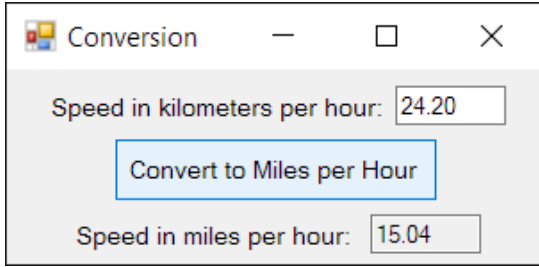 Conversion
Speed in kilometers per hour: 24.20
Convert to Miles per Hour
Speed in miles per hour: 15.04